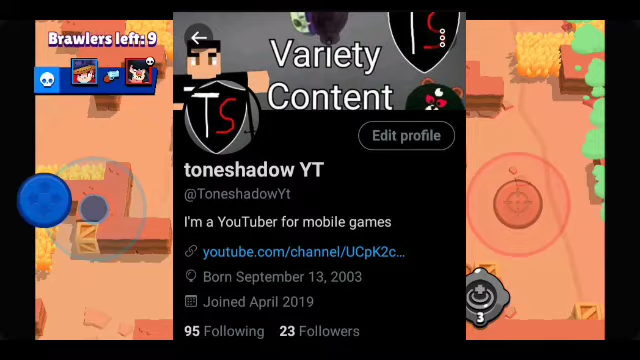 Brawlers left: 9
Variety
Content
TS
TS
Edit profile
toneshadow YT
@ToneshadowYt
I'm a YouTuber for mobile games
youtube.com/channel/UCpK2c...
Born September 13, 2003
Joined April 2019
95 Following 23 Followers
3